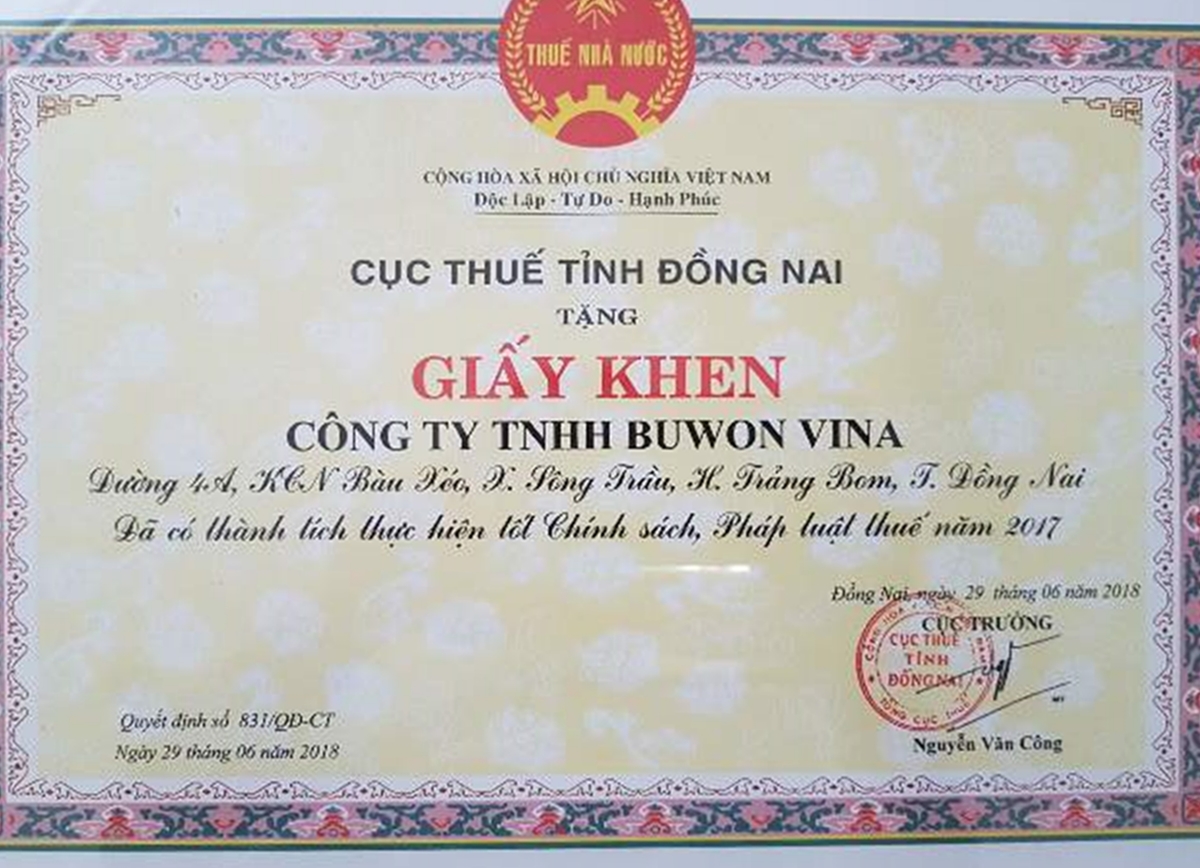 THUẾ NHÀ NƯỚC
CỘNG HÒA XÃ HỘI CHỦ NGHĨA VIỆT NAM
Độc Lập - Tự Do - Hạnh Phúc
CỤC THUẾ TỈNH ĐỒNG NAI
TẶNG
GIẤY KHEN
CÔNG TY TNHH BUWON VINA
Đường 4A, KCN Bàu Xéo, X. Sông Trầu, H. Trảng Bom, T. Đồng Nai
Đã có thành tích thực hiện tốt Chính sách, Pháp luật thuế năm 2017
Đồng Nai, ngày 29 tháng 06 năm 2018
CỤC TRƯỞNG
CỤC THUẾ
TỈNH
ĐỒNG NAI
TỔNG CỤC THUẾ
Quyết định số 831/QĐ-CT
Ngày 29 tháng 06 năm 2018
Nguyễn Văn Công